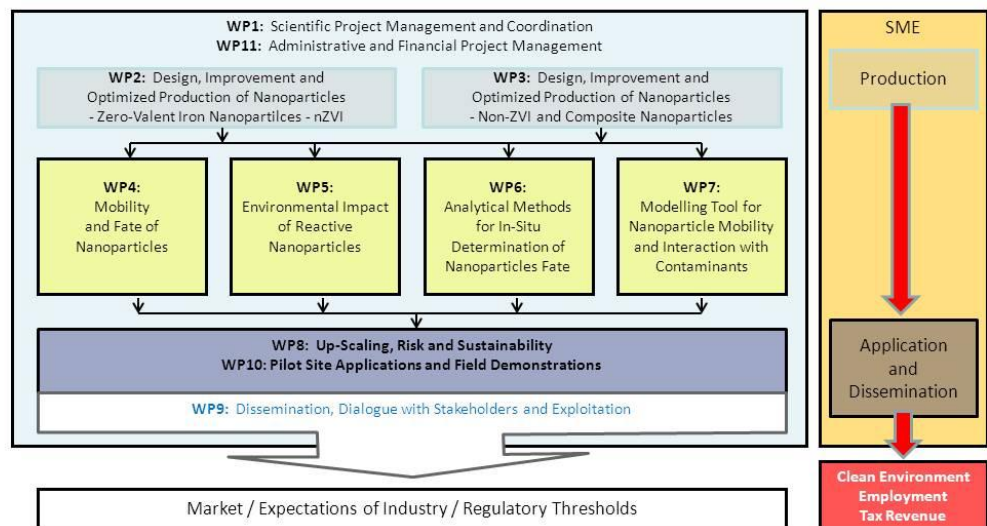 WP1: Scientific Project Management and Coordination
WP11: Administrative and Financial Project Management
WP2: Design, Improvement and
Optimized Production of Nanoparticles
- Zero-Valent Iron Nanopartilces - nZVI
WP3: Design, Improvement and
Optimized Production of Nanoparticles
- Non-ZVI and Composite Nanoparticles
WP4:
Mobility
and Fate of
Nanoparticles
WP5:
Environmental Impact
of Reactive
Nanoparticles
WP6:
Analytical Methods
for In-Situ
Determination of
Nanoparticles Fate
WP7:
Modelling Tool for
Nanoparticle Mobility
and Interaction with
Contaminants
WP8: Up-Scaling, Risk and Sustainability
WP10: Pilot Site Applications and Field Demonstrations
WP9: Dissemination, Dialogue with Stakeholders and Exploitation
Market / Expectations of Industry / Regulatory Thresholds
SME
Production
Application
and
Dissemination
Clean Environment
Employment
Tax Revenue